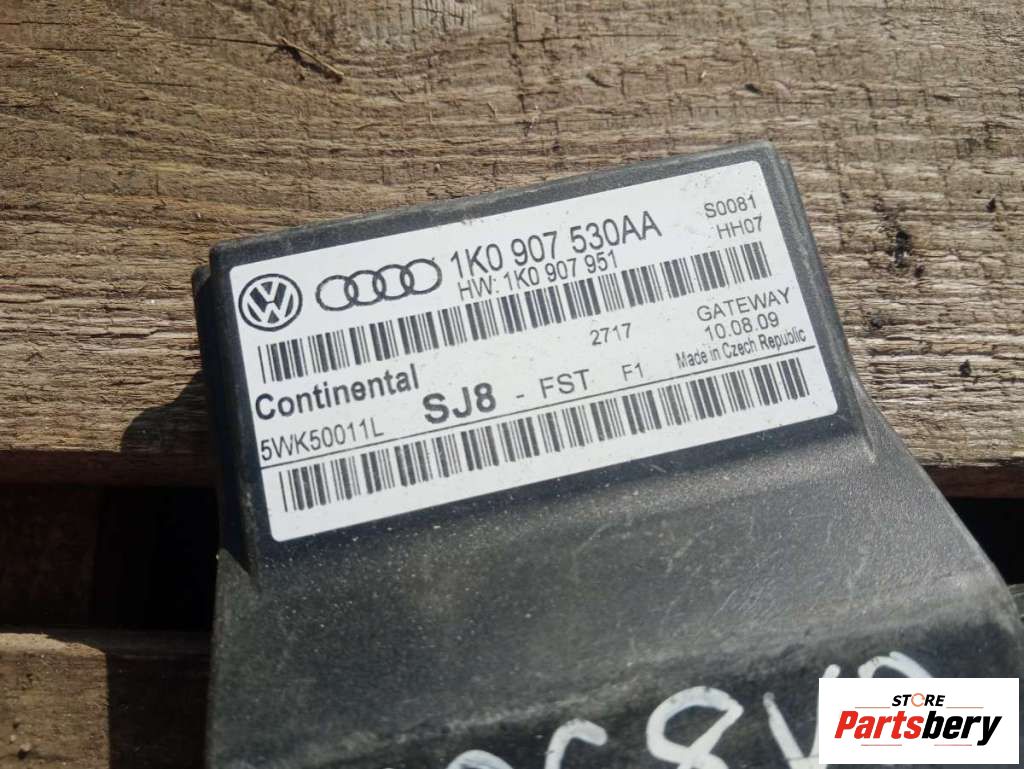 1K0 907 530AA S0081
HW: 1K0 907 951 HH07
2717 GATEWAY
10.08.09
Continental Made in Czech Republic
5WK50011L SJ8 - FST F1
STORE
Partsbery